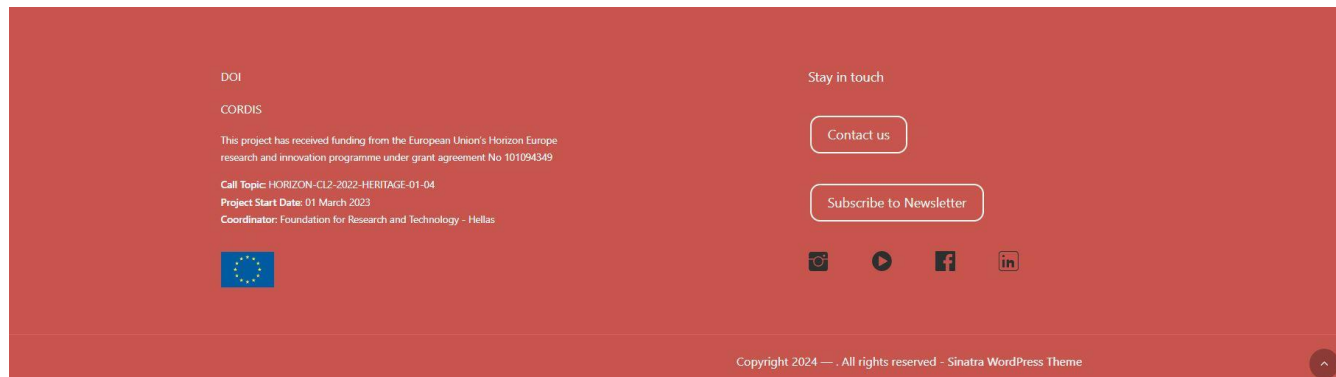 DOI
CORDIS
This project has received funding from the European Union's Horizon Europe
research and innovation programme under grant agreement No 101094349
Call Topic: HORIZON-CL2-2022-HERITAGE-01-04
Project Start Date: 01 March 2023
Coordinator: Foundation for Research and Technology - Hellas
Stay in touch
Contact us
Subscribe to Newsletter
in
Copyright 2024 — . All rights reserved - Sinatra WordPress Theme